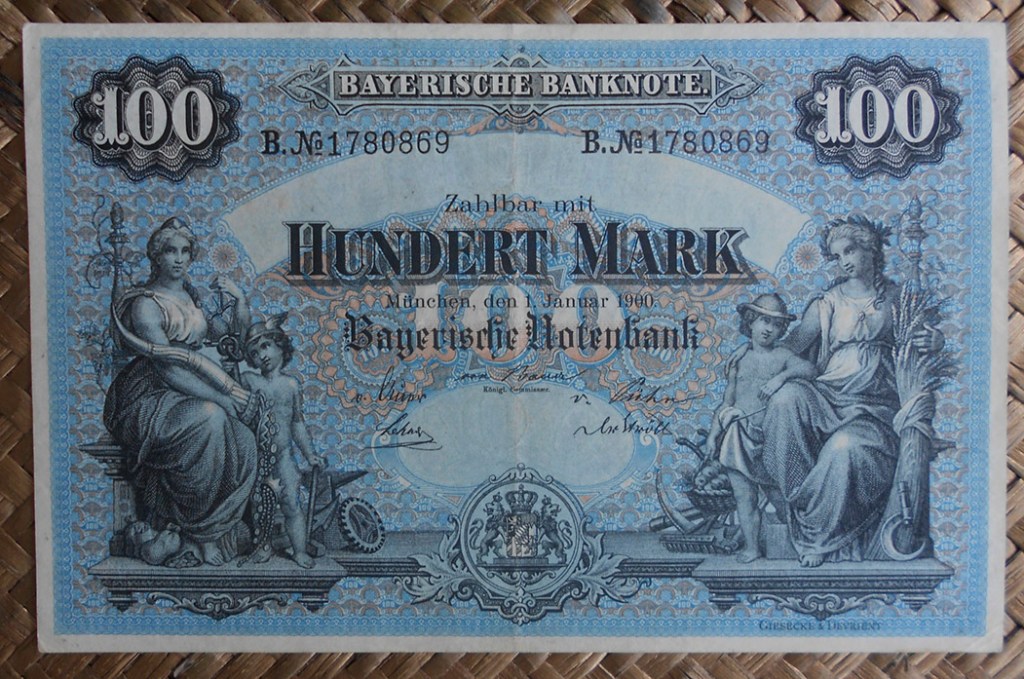 BAYERISCHE BANKNOTE.
100 100
B.№1780869 B.№1780869
Zahlbar mit
HUNDERT MARK
München, den 1. Januar 1900.
Bayerische Notenbank
100
Königl. Commissär.
GIESECKE & DEVRIENT